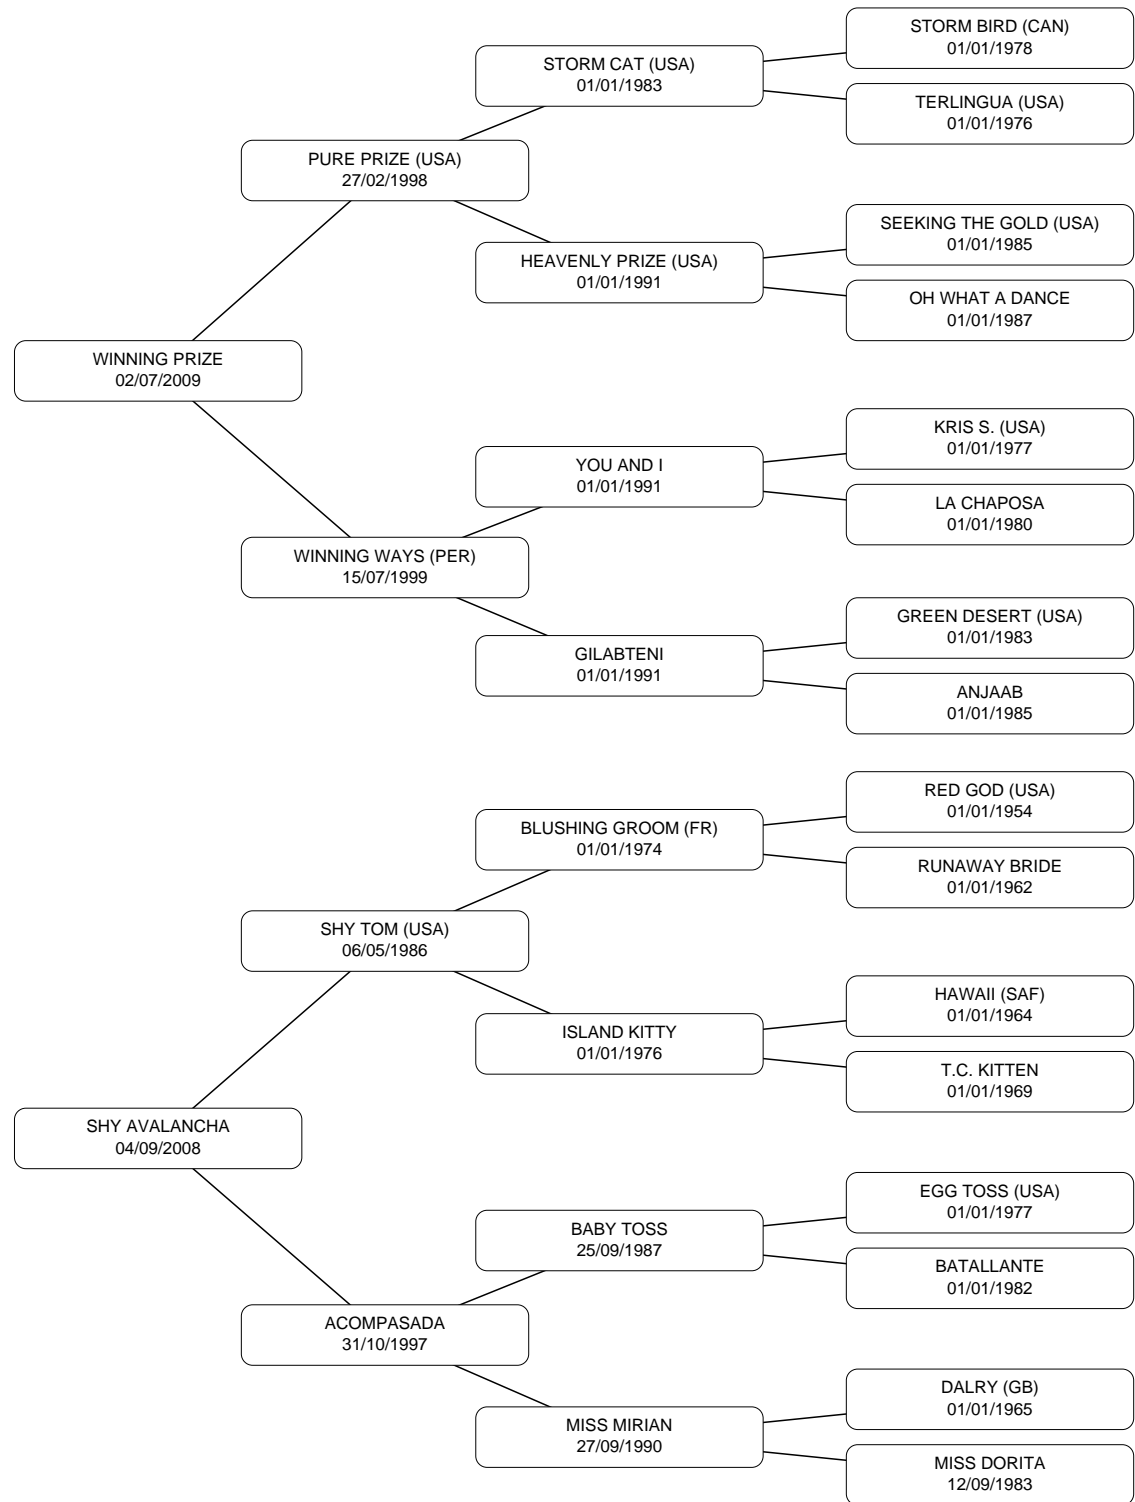 STORM BIRD (CAN)
01/01/1978
STORM CAT (USA)
01/01/1983
TERLINGUA (USA)
01/01/1976
PURE PRIZE (USA)
27/02/1998
SEEKING THE GOLD (USA)
01/01/1985
HEAVENLY PRIZE (USA)
01/01/1991
OH WHAT A DANCE
01/01/1987
WINNING PRIZE
02/07/2009
KRIS S. (USA)
01/01/1977
YOU AND I
01/01/1991
LA CHAPOSA
01/01/1980
WINNING WAYS (PER)
15/07/1999
GREEN DESERT (USA)
01/01/1983
GILABTENI
01/01/1991
ANJAAB
01/01/1985
RED GOD (USA)
01/01/1954
BLUSHING GROOM (FR)
01/01/1974
RUNAWAY BRIDE
01/01/1962
SHY TOM (USA)
06/05/1986
HAWAII (SAF)
01/01/1964
ISLAND KITTY
01/01/1976
T.C. KITTEN
01/01/1969
SHY AVALANCHA
04/09/2008
EGG TOSS (USA)
01/01/1977
BABY TOSS
25/09/1987
BATALLANTE
01/01/1982
ACOMPASADA
31/10/1997
DALRY (GB)
01/01/1965
MISS MIRIAN
27/09/1990
MISS DORITA
12/09/1983